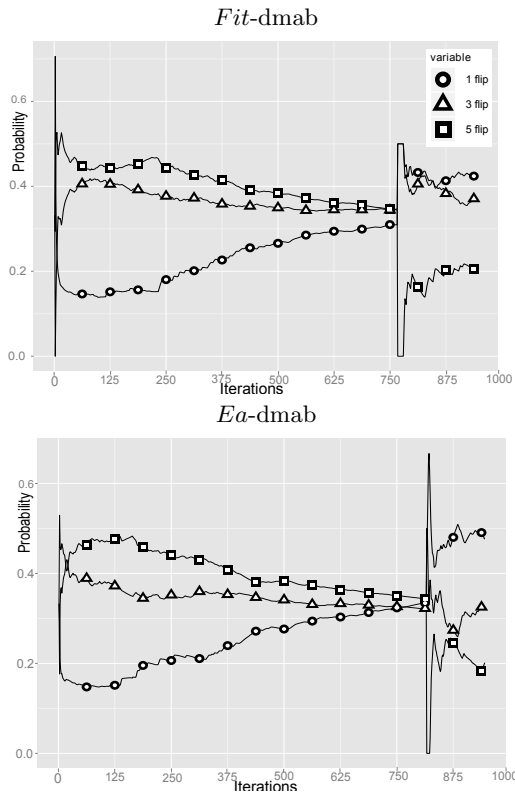 Fit-dmab
Probability
0.6
0.4
0.2
0.0
variable
1 flip
3 flip
5 flip
0 125 250 375 500 625 750 875 1000
Iterations
Ea-dmab
Probability
0.6
0.4
0.2
0.0
0 125 250 375 500 625 750 875 1000
Iterations